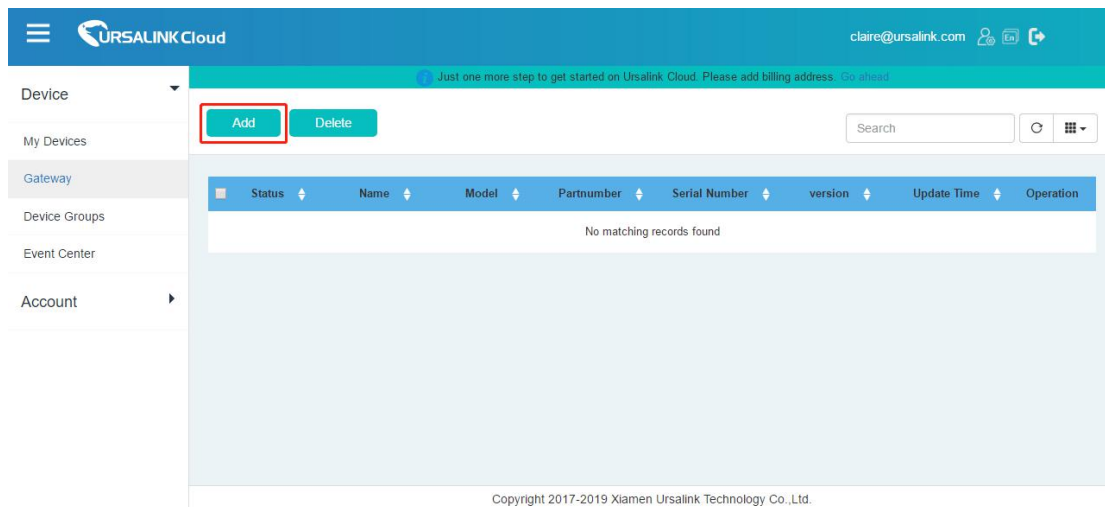 URSALINK Cloud
claire@ursalink.com En
i Just one more step to get started on Ursalink Cloud. Please add billing address. Go ahead
Device
Add Delete Search
My Devices
Gateway
Status Name Model Partnumber Serial Number version Update Time Operation
Device Groups
No matching records found
Event Center
Account
Copyright 2017-2019 Xiamen Ursalink Technology Co.,Ltd.